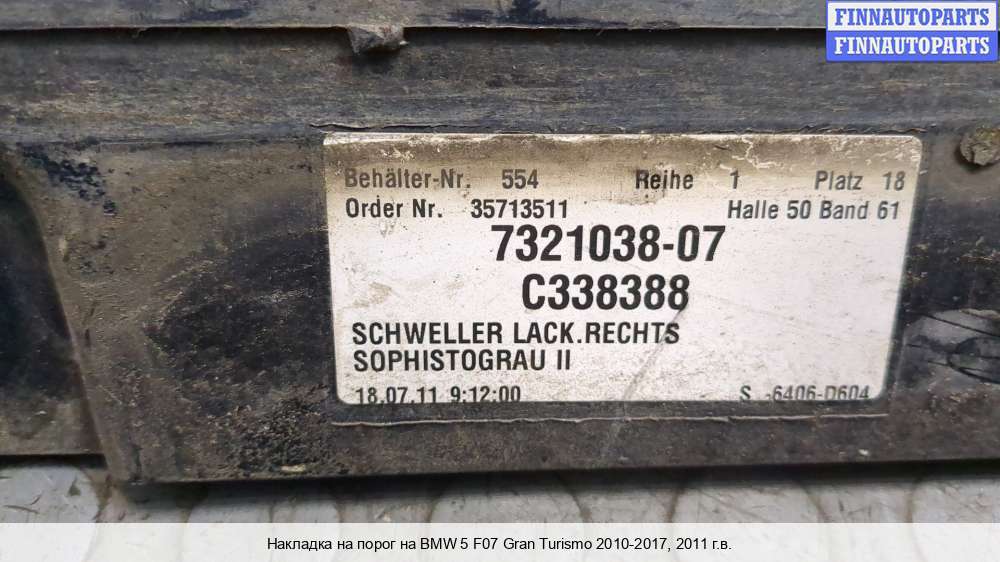 FINNAUTOPARTS
FINNAUTOPARTS
Behälter-Nr. 554 Reihe 1 Platz 18
Order Nr. 35713511 Halle 50 Band 61
7321038-07
C338388
SCHWELLER LACK.RECHTS
SOPHISTOGRAU II
18.07.11 9:12:00 S -6406-D604
Накладка на порог на BMW 5 F07 Gran Turismo 2010-2017, 2011 г.в.